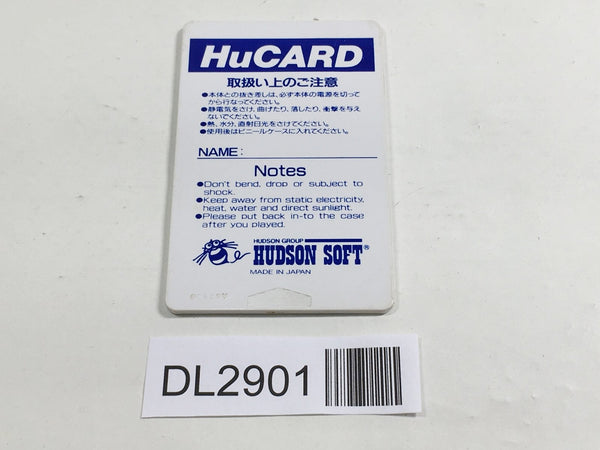 HuCARD
取扱い上のご注意
●本体との抜き差しは、必ず本体の電源を切って
から行なってください。
●静電気をさけ、曲げたり、落したり、衝撃を与え
ないでください。
●熱、水分、直射日光をさけてください。
●使用後はビニールケースに入れてください。
NAME:
Notes
●Don't bend, drop or subject to
shock.
●Keep away from static electricity,
heat, water and direct sunlight.
●Please put back in-to the case
after you played.
HUDSON GROUP
HUDSON SOFT®
MADE IN JAPAN
DL2901